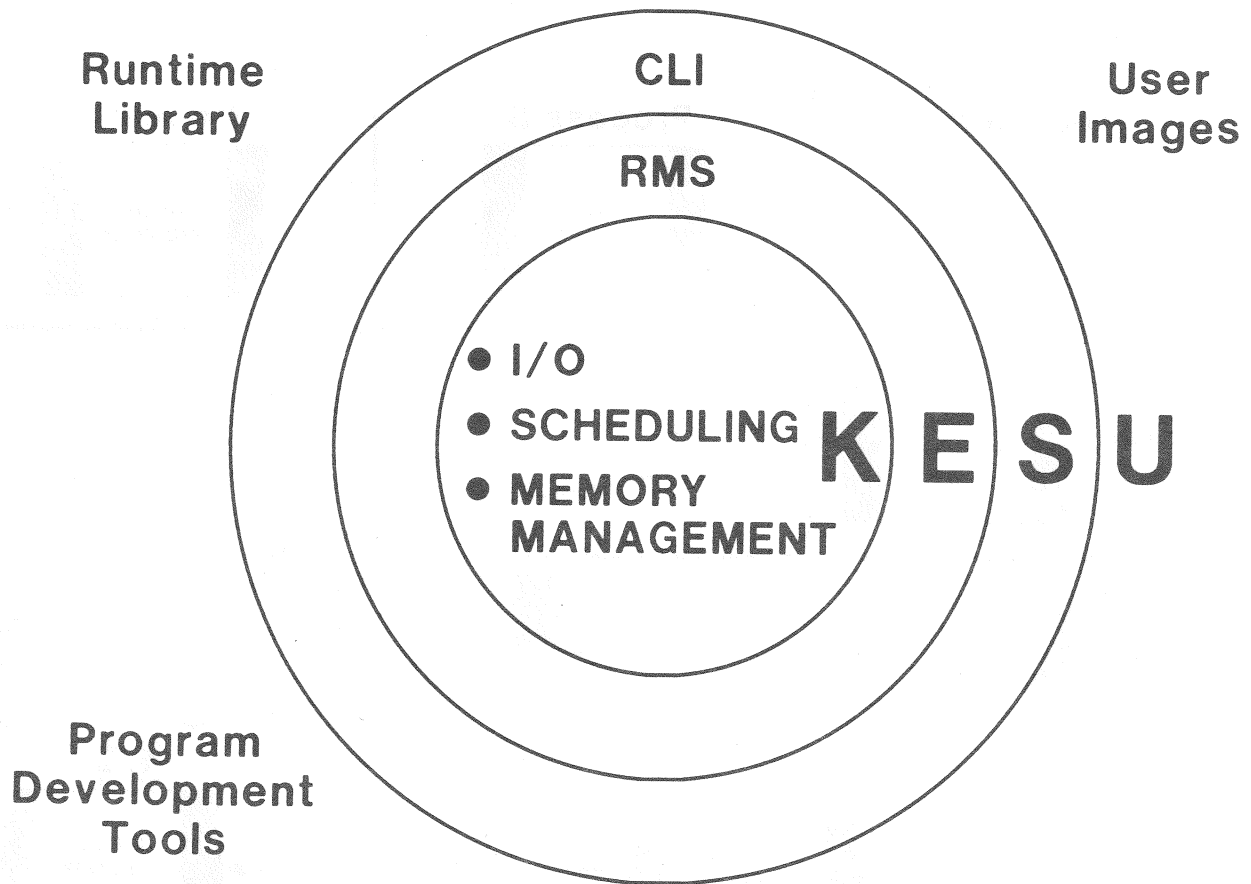 Runtime
Library
CLI
User
Images
RMS
● I/O
● SCHEDULING
● MEMORY
MANAGEMENT
K E S U
Program
Development
Tools